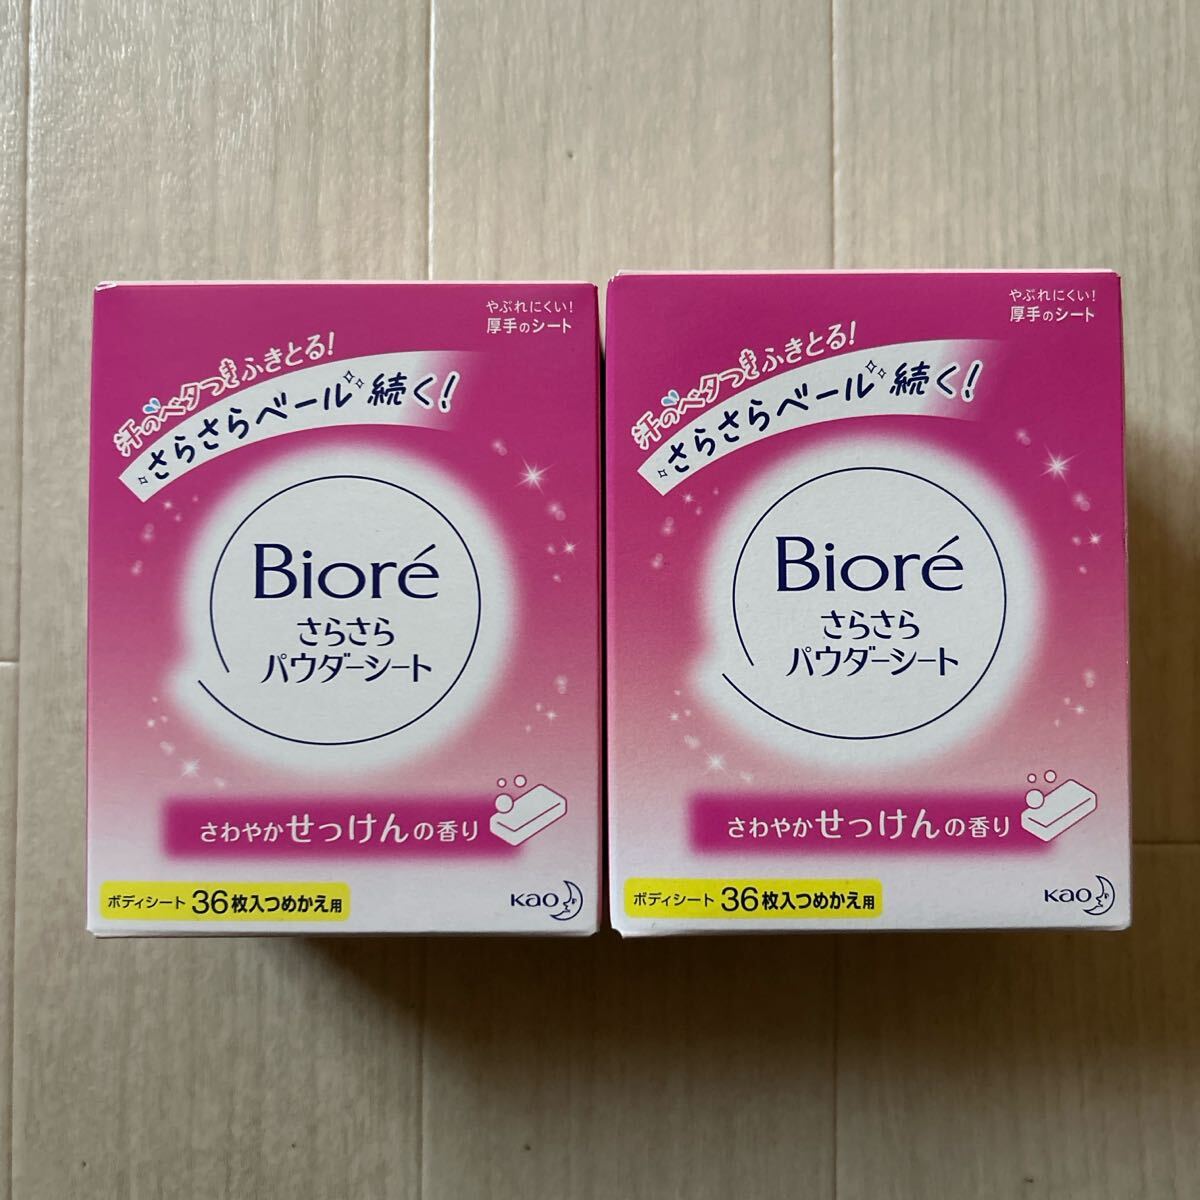 やぶれにくい!
厚手のシート
汗のベタつきふきとる!
さらさらベール続く!
Bioré
さらさら
パウダーシート
さわやかせっけんの香り
ボディシート 36枚入つめかえ用
Kao
やぶれにくい!
厚手のシート
汗のベタつきふきとる!
さらさらベール続く!
Bioré
さらさら
パウダーシート
さわやかせっけんの香り
ボディシート 36枚入つめかえ用
Kao